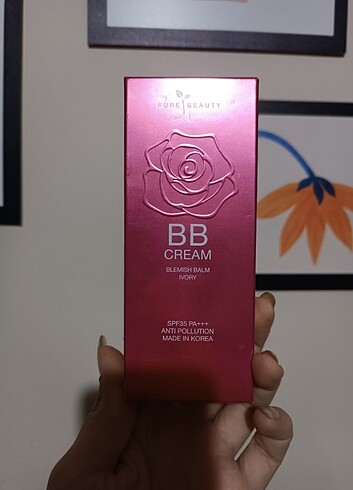 PURE BEAUTY
BB
CREAM
BLEMISH BALM
IVORY
SPF35 PA+++
ANTI POLLUTION
MADE IN KOREA